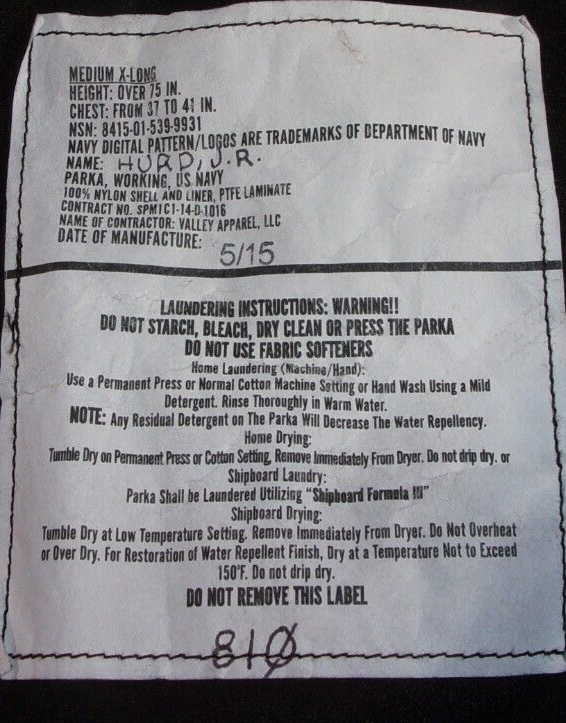 MEDIUM X-LONG
HEIGHT: OVER 75 IN.
CHEST: FROM 37 TO 41 IN.
NSN: 8415-01-539-9931
NAVY DIGITAL PATTERN/LOGOS ARE TRADEMARKS OF DEPARTMENT OF NAVY
NAME: HURD, J.R.
PARKA, WORKING, US NAVY
100% NYLON SHELL AND LINER, PTFE LAMINATE
CONTRACT NO. SPM1C1-14-D-1016
NAME OF CONTRACTOR: VALLEY APPAREL, LLC
DATE OF MANUFACTURE: 5/15
LAUNDERING INSTRUCTIONS: WARNING!!
DO NOT STARCH, BLEACH, DRY CLEAN OR PRESS THE PARKA
DO NOT USE FABRIC SOFTENERS
Home Laundering (Machine/Hand):
Use a Permanent Press or Normal Cotton Machine Setting or Hand Wash Using a Mild
Detergent. Rinse Thoroughly in Warm Water.
NOTE: Any Residual Detergent on The Parka Will Decrease The Water Repellency.
Home Drying:
Tumble Dry on Permanent Press or Cotton Setting, Remove Immediately From Dryer. Do not drip dry. or
Shipboard Laundry:
Parka Shall be Laundered Utilizing "Shipboard Formula III"
Shipboard Drying:
Tumble Dry at Low Temperature Setting. Remove Immediately From Dryer. Do Not Overheat
or Over Dry. For Restoration of Water Repellent Finish, Dry at a Temperature Not to Exceed
150°F. Do not drip dry.
DO NOT REMOVE THIS LABEL
810